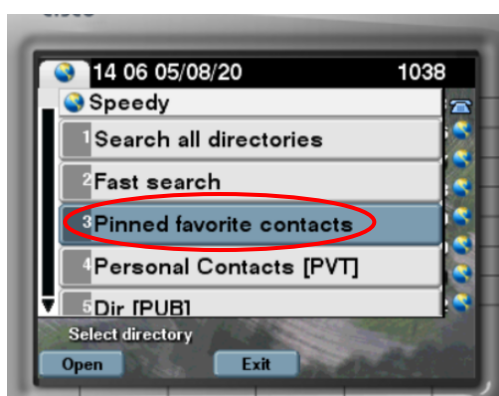 14 06 05/08/20 1038
Speedy
1 Search all directories
2 Fast search
3 Pinned favorite contacts
4 Personal Contacts [PVT]
5 Dir [PUB]
Select directory
Open Exit